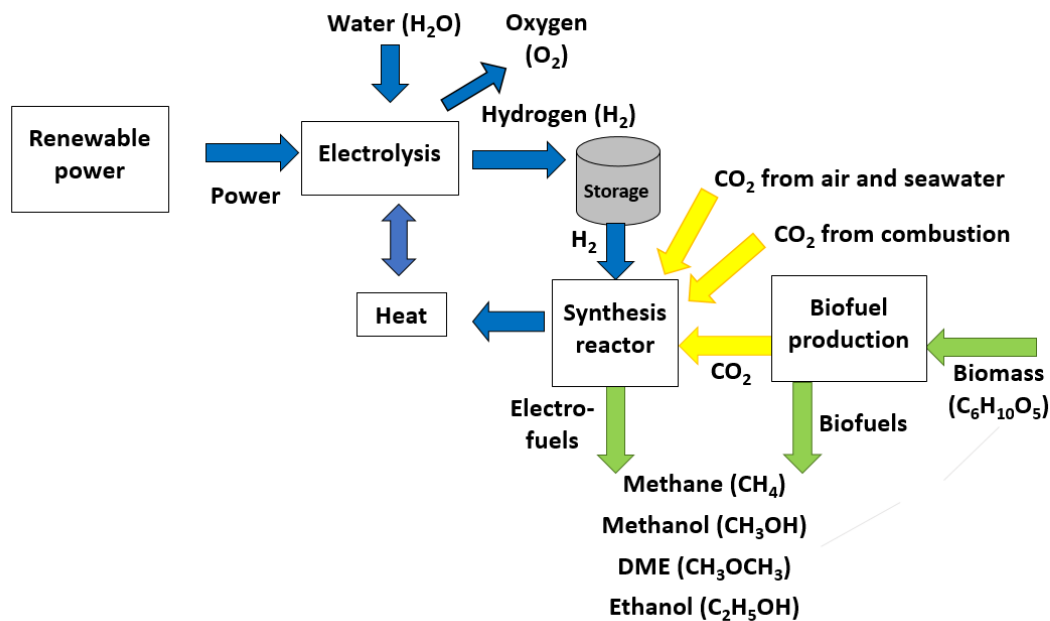 Water (H₂O)
Oxygen
(O₂)
Hydrogen (H₂)
Renewable
power
Power
Electrolysis
Storage
CO₂ from air and seawater
CO₂ from combustion
H₂
Heat
Synthesis
reactor
Biofuel
production
CO₂
Biomass
(C₆H₁₀O₅)
Electro-
fuels
Biofuels
Methane (CH₄)
Methanol (CH₃OH)
DME (CH₃OCH₃)
Ethanol (C₂H₅OH)